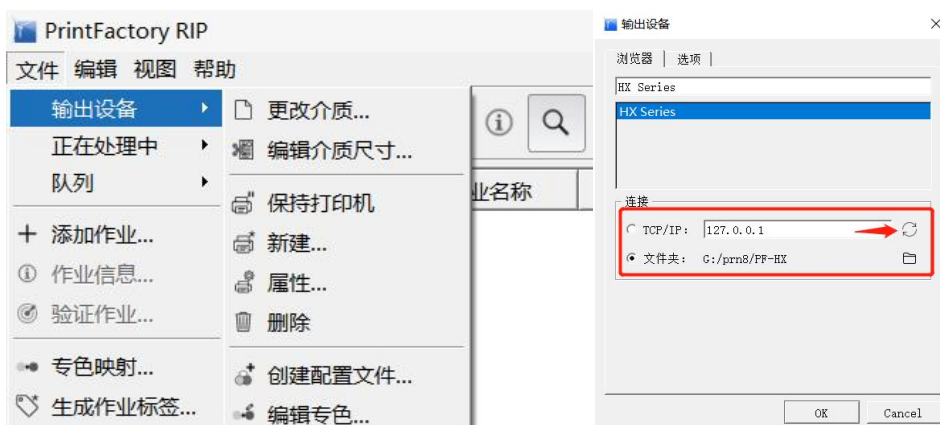 PrintFactory RIP
文件 编辑 视图 帮助
输出设备
正在处理中
队列
添加作业...
作业信息...
验证作业...
专色映射...
生成作业标签...
更改介质...
编辑介质尺寸...
保持打印机
新建...
属性...
删除
创建配置文件...
编辑专色...
业名称
输出设备
浏览器 选项
HX Series
HX Series
连接
TCP/IP: 127.0.0.1
文件夹: G:/prn8/PF-HX
OK Cancel